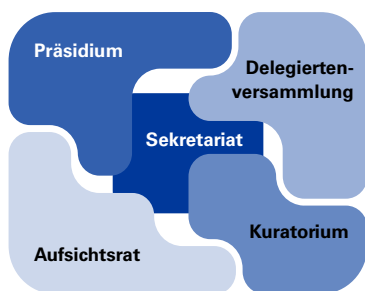 Präsidium
Delegierten-
versammlung
Sekretariat
Kuratorium
Aufsichtsrat